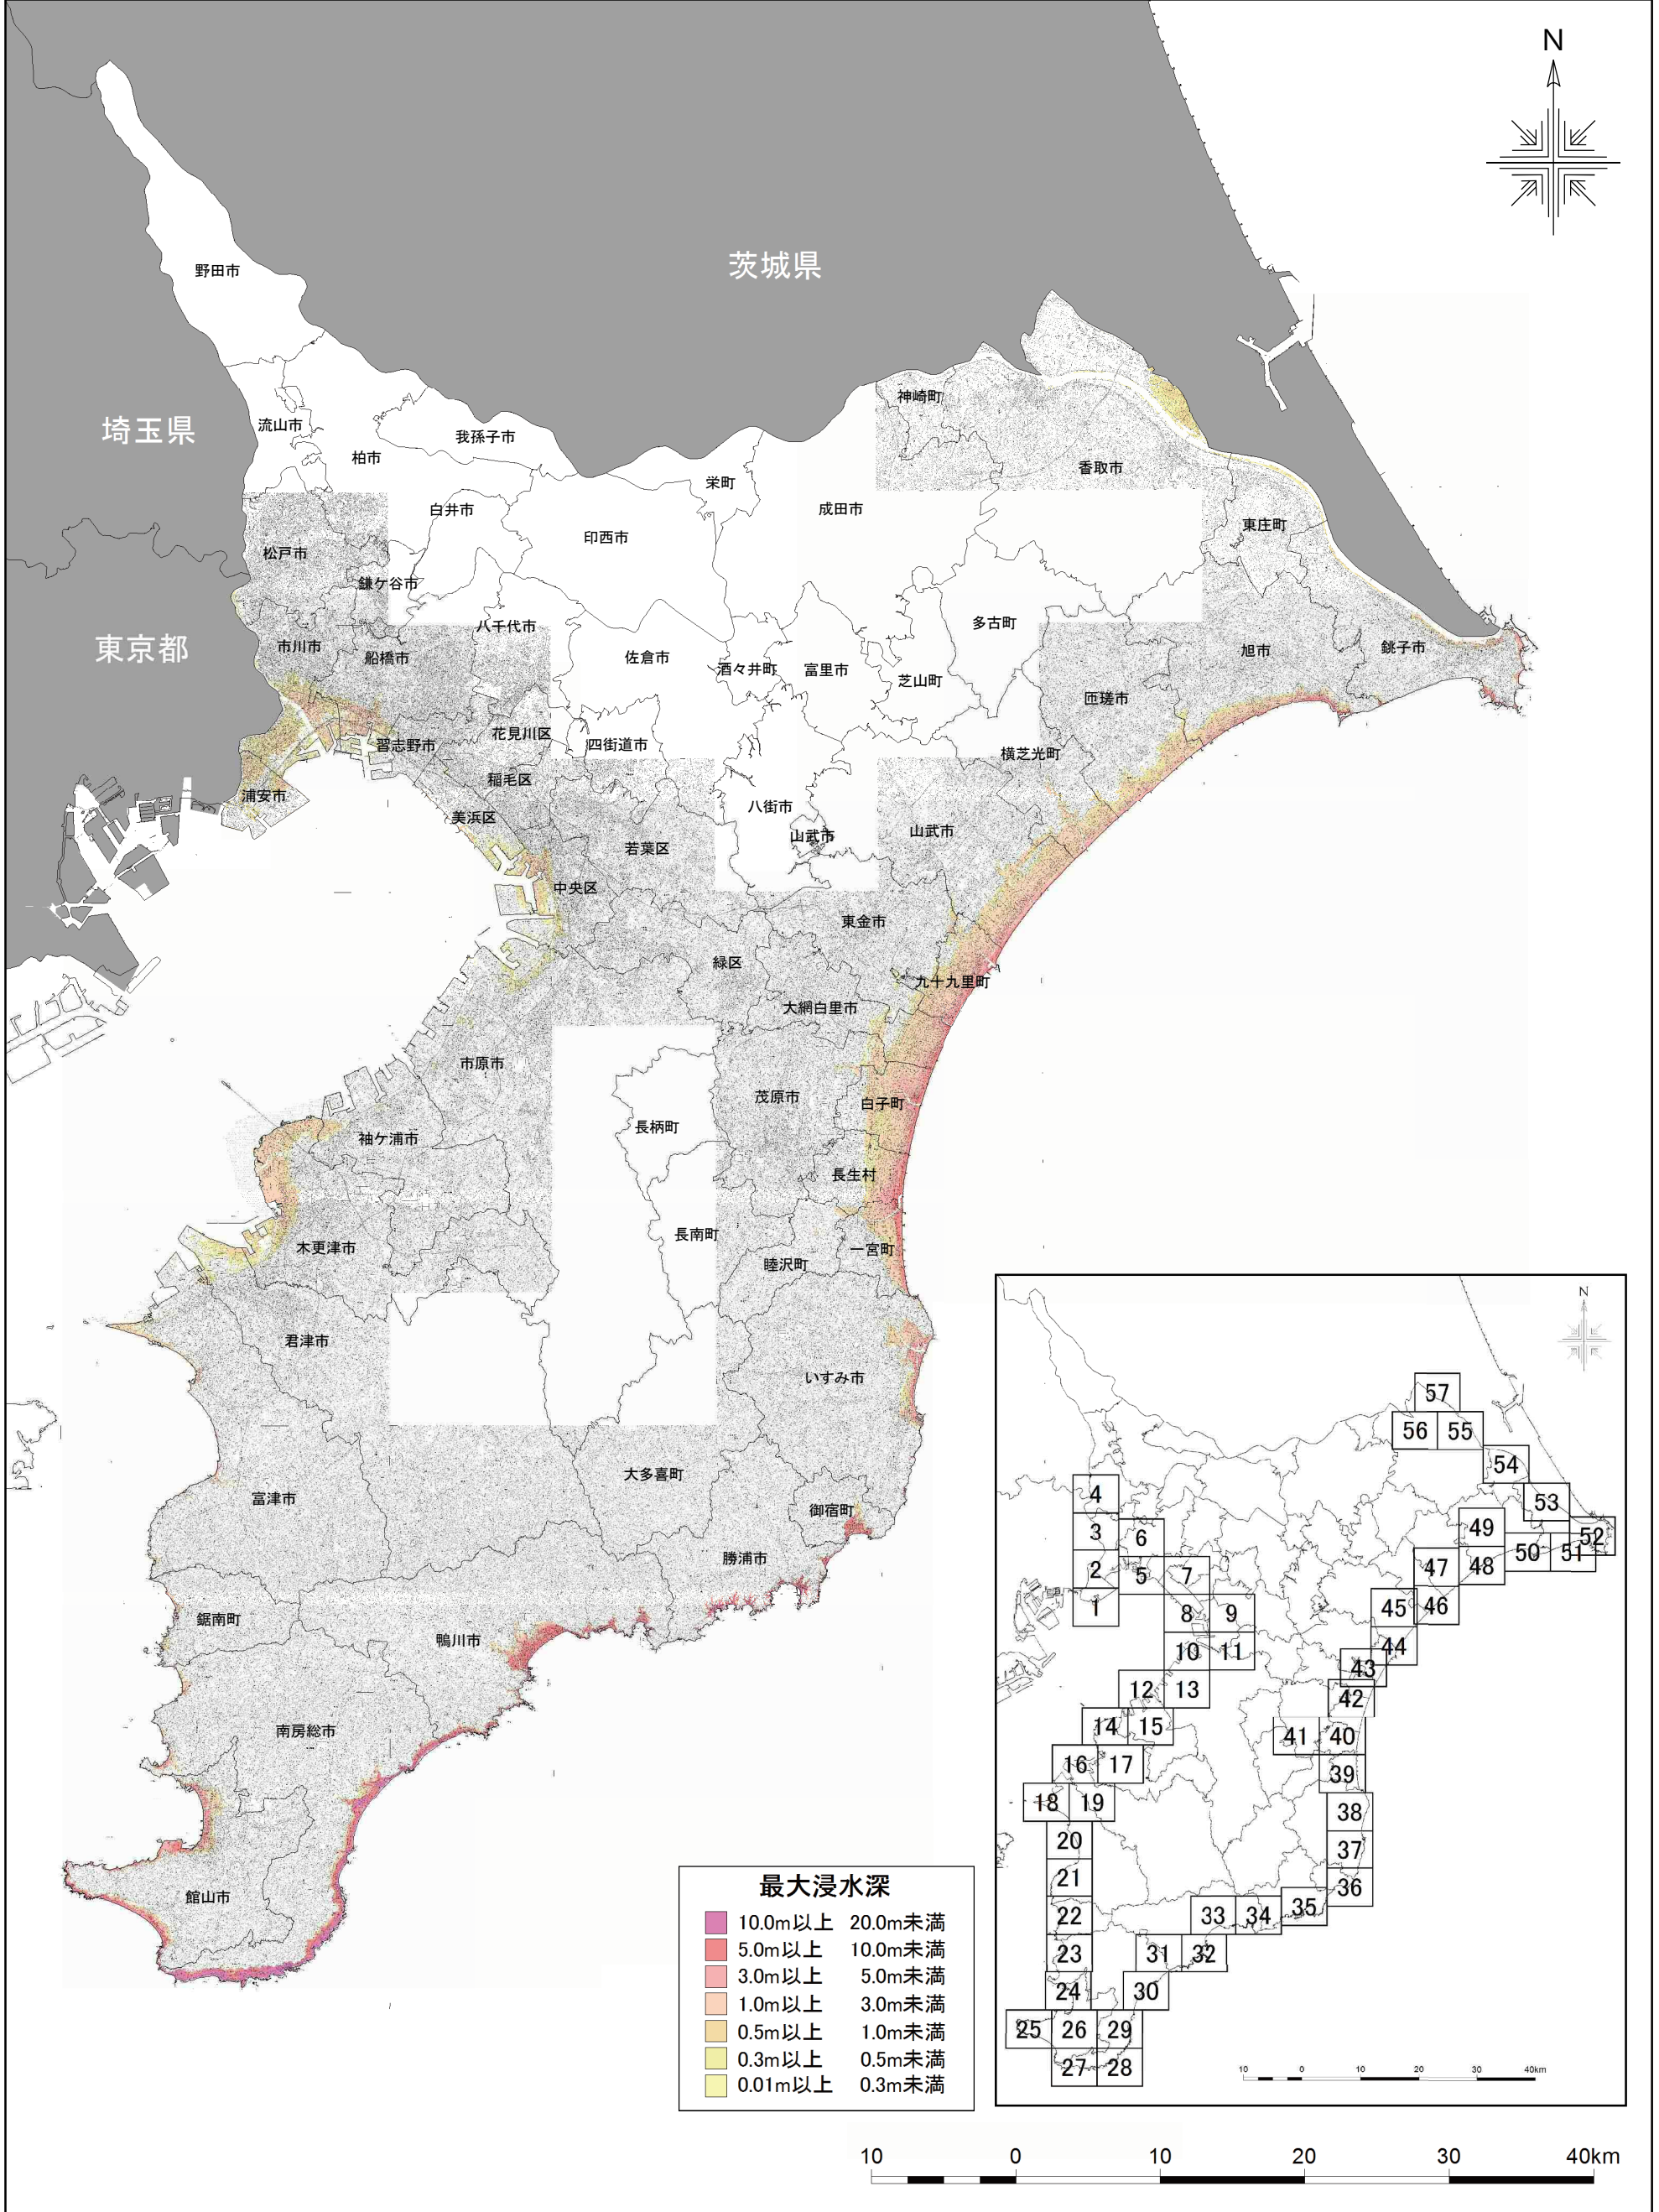 N
茨城県
野田市
埼玉県
流山市
柏市
我孫子市
神崎町
香取市
栄町
成田市
白井市
印西市
東庄町
松戸市
鎌ケ谷市
東京都
市川市
船橋市
八千代市
佐倉市
酒々井町
富里市
芝山町
多古町
旭市
銚子市
匝瑳市
習志野市
花見川区
四街道市
横芝光町
稲毛区
浦安市
美浜区
八街市
山武市
山武市
若葉区
中央区
東金市
緑区
九十九里町
大網白里市
市原市
茂原市
白子町
長柄町
袖ケ浦市
長生村
長南町
木更津市
一宮町
睦沢町
君津市
いすみ市
大多喜町
富津市
御宿町
勝浦市
鋸南町
鴨川市
南房総市
館山市
最大浸水深
10.0m以上 20.0m未満
5.0m以上 10.0m未満
3.0m以上 5.0m未満
1.0m以上 3.0m未満
0.5m以上 1.0m未満
0.3m以上 0.5m未満
0.01m以上 0.3m未満
N
57
56 55
54
4
53
3 6
49 52
2 5 7
47 48 50 51
1 8 9
45 46
10 11
44
43
12 13
42
14 15
41 40
16 17
39
18 19
38
20
37
21
36
22 33 34 35
23 31 32
24 30
25 26 29
27 28
10 0 10 20 30 40km
10 0 10 20 30 40km